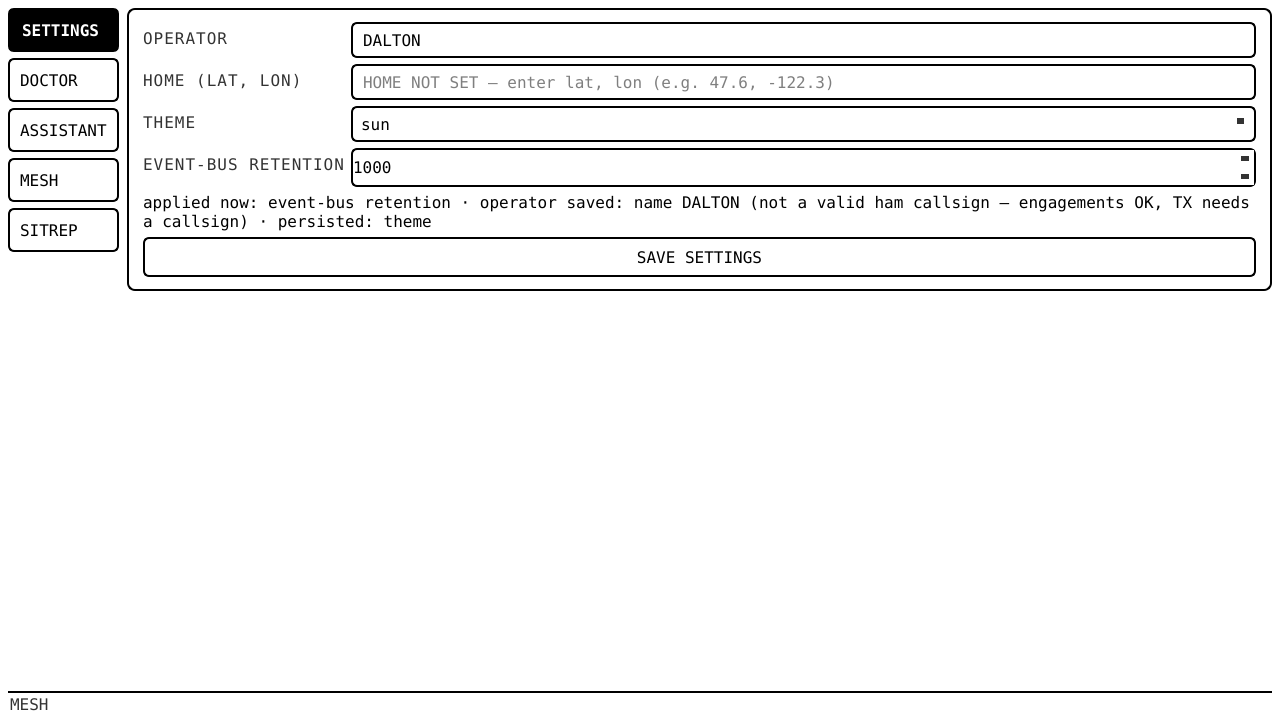 SETTINGS
DOCTOR
ASSISTANT
MESH
SITREP
OPERATOR
DALTON
HOME (LAT, LON)
HOME NOT SET — enter lat, lon (e.g. 47.6, -122.3)
THEME
sun
EVENT-BUS RETENTION
1000
applied now: event-bus retention · operator saved: name DALTON (not a valid ham callsign — engagements OK, TX needs
a callsign) · persisted: theme
SAVE SETTINGS
MESH